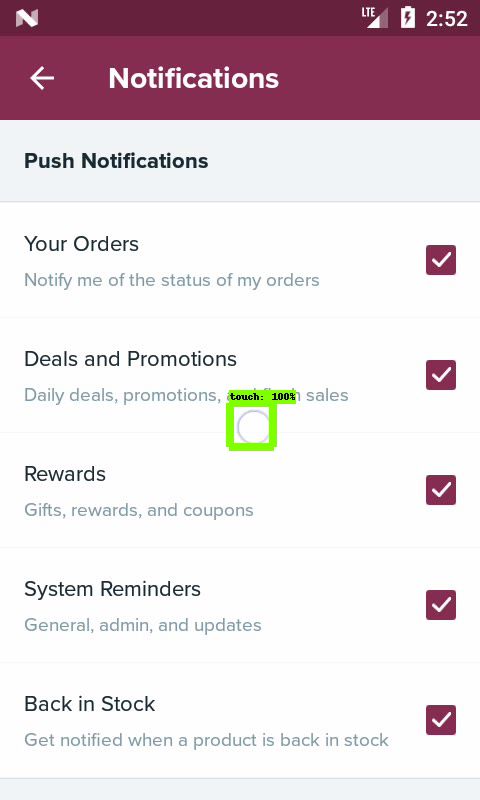 LTE 2:52
Notifications
Push Notifications
Your Orders
Notify me of the status of my orders
Deals and Promotions
Daily deals, promotions, and flash sales
touch: 100%
Rewards
Gifts, rewards, and coupons
System Reminders
General, admin, and updates
Back in Stock
Get notified when a product is back in stock